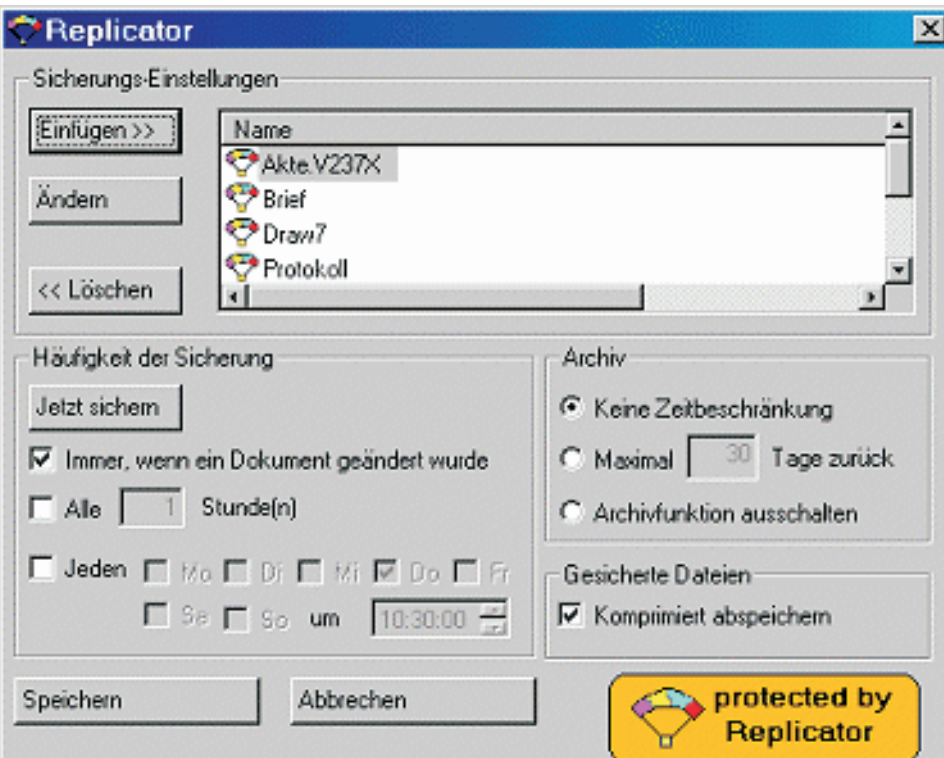 Replicator
Sicherungs-Einstellungen
Einfügen >>
Ändern
<< Löschen
Name
Akte.V237X
Brief
Draw7
Protokoll
Häufigkeit der Sicherung
Jetzt sichern
Immer, wenn ein Dokument geändert wurde
Alle 1 Stunde(n)
Jeden Mo Di Mi Do Fr
Sa So um 10:30:00
Archiv
Keine Zeitbeschränkung
Maximal 30 Tage zurück
Archivfunktion ausschalten
Gesicherte Dateien
Komprimiert abspeichern
Speichern
Abbrechen
protected by
Replicator